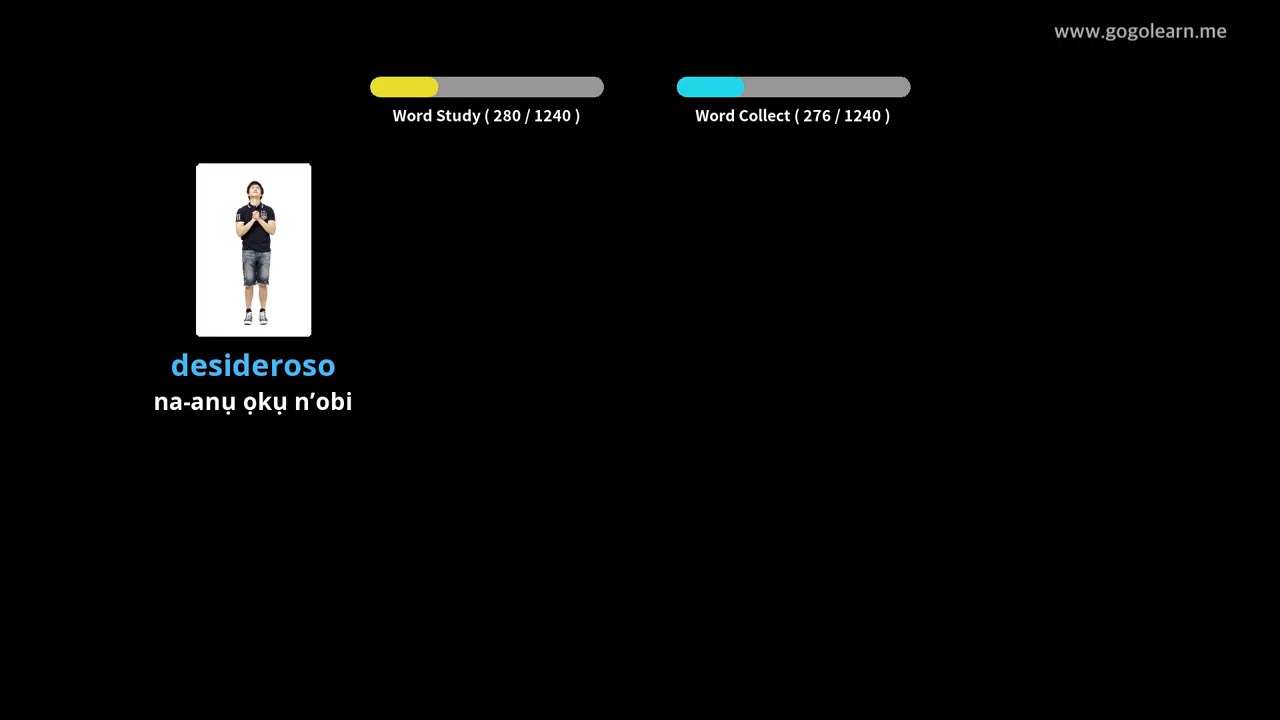 www.gogolearn.me
Word Study ( 280 / 1240 )
Word Collect ( 276 / 1240 )
desideroso
na-anụ ọkụ n’obi